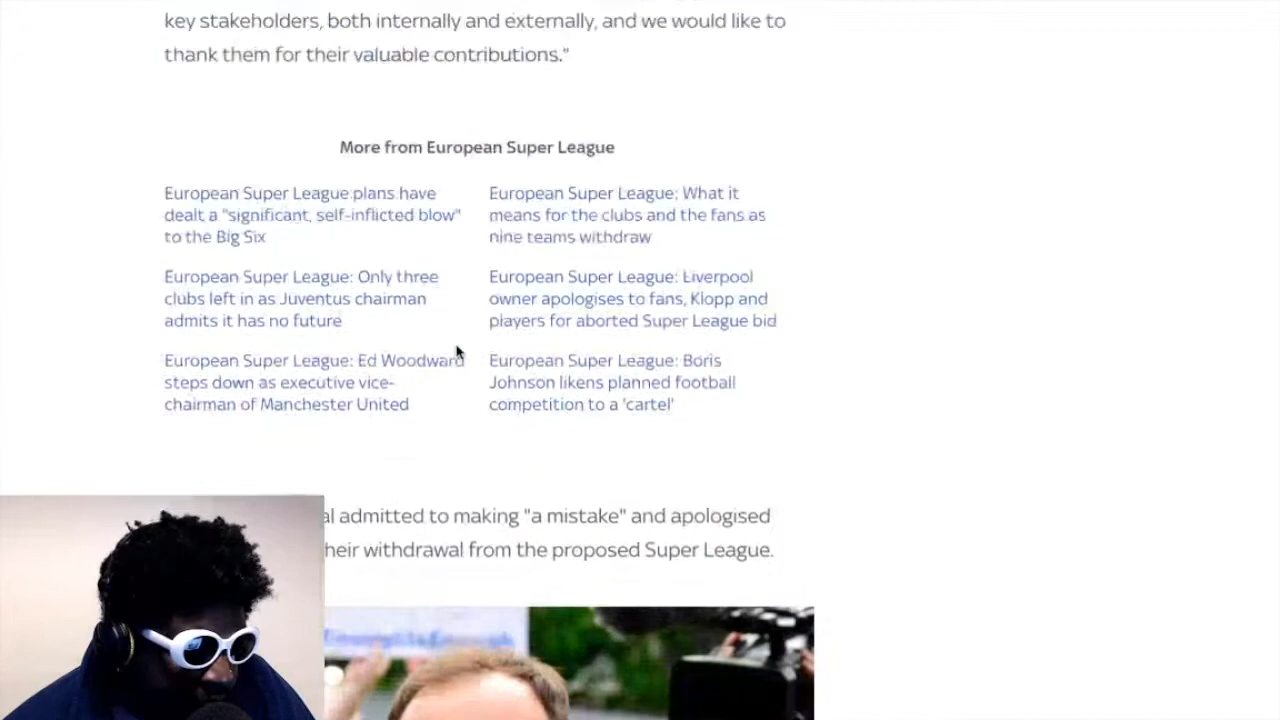 key stakeholders, both internally and externally, and we would like to
thank them for their valuable contributions."
More from European Super League
European Super League plans have
dealt a "significant, self-inflicted blow"
to the Big Six
European Super League: What it
means for the clubs and the fans as
nine teams withdraw
European Super League: Only three
clubs left in as Juventus chairman
admits it has no future
European Super League: Liverpool
owner apologises to fans, Klopp and
players for aborted Super League bid
European Super League: Ed Woodward
steps down as executive vice-
chairman of Manchester United
European Super League: Boris
Johnson likens planned football
competition to a 'cartel'
al admitted to making "a mistake" and apologised
heir withdrawal from the proposed Super League.